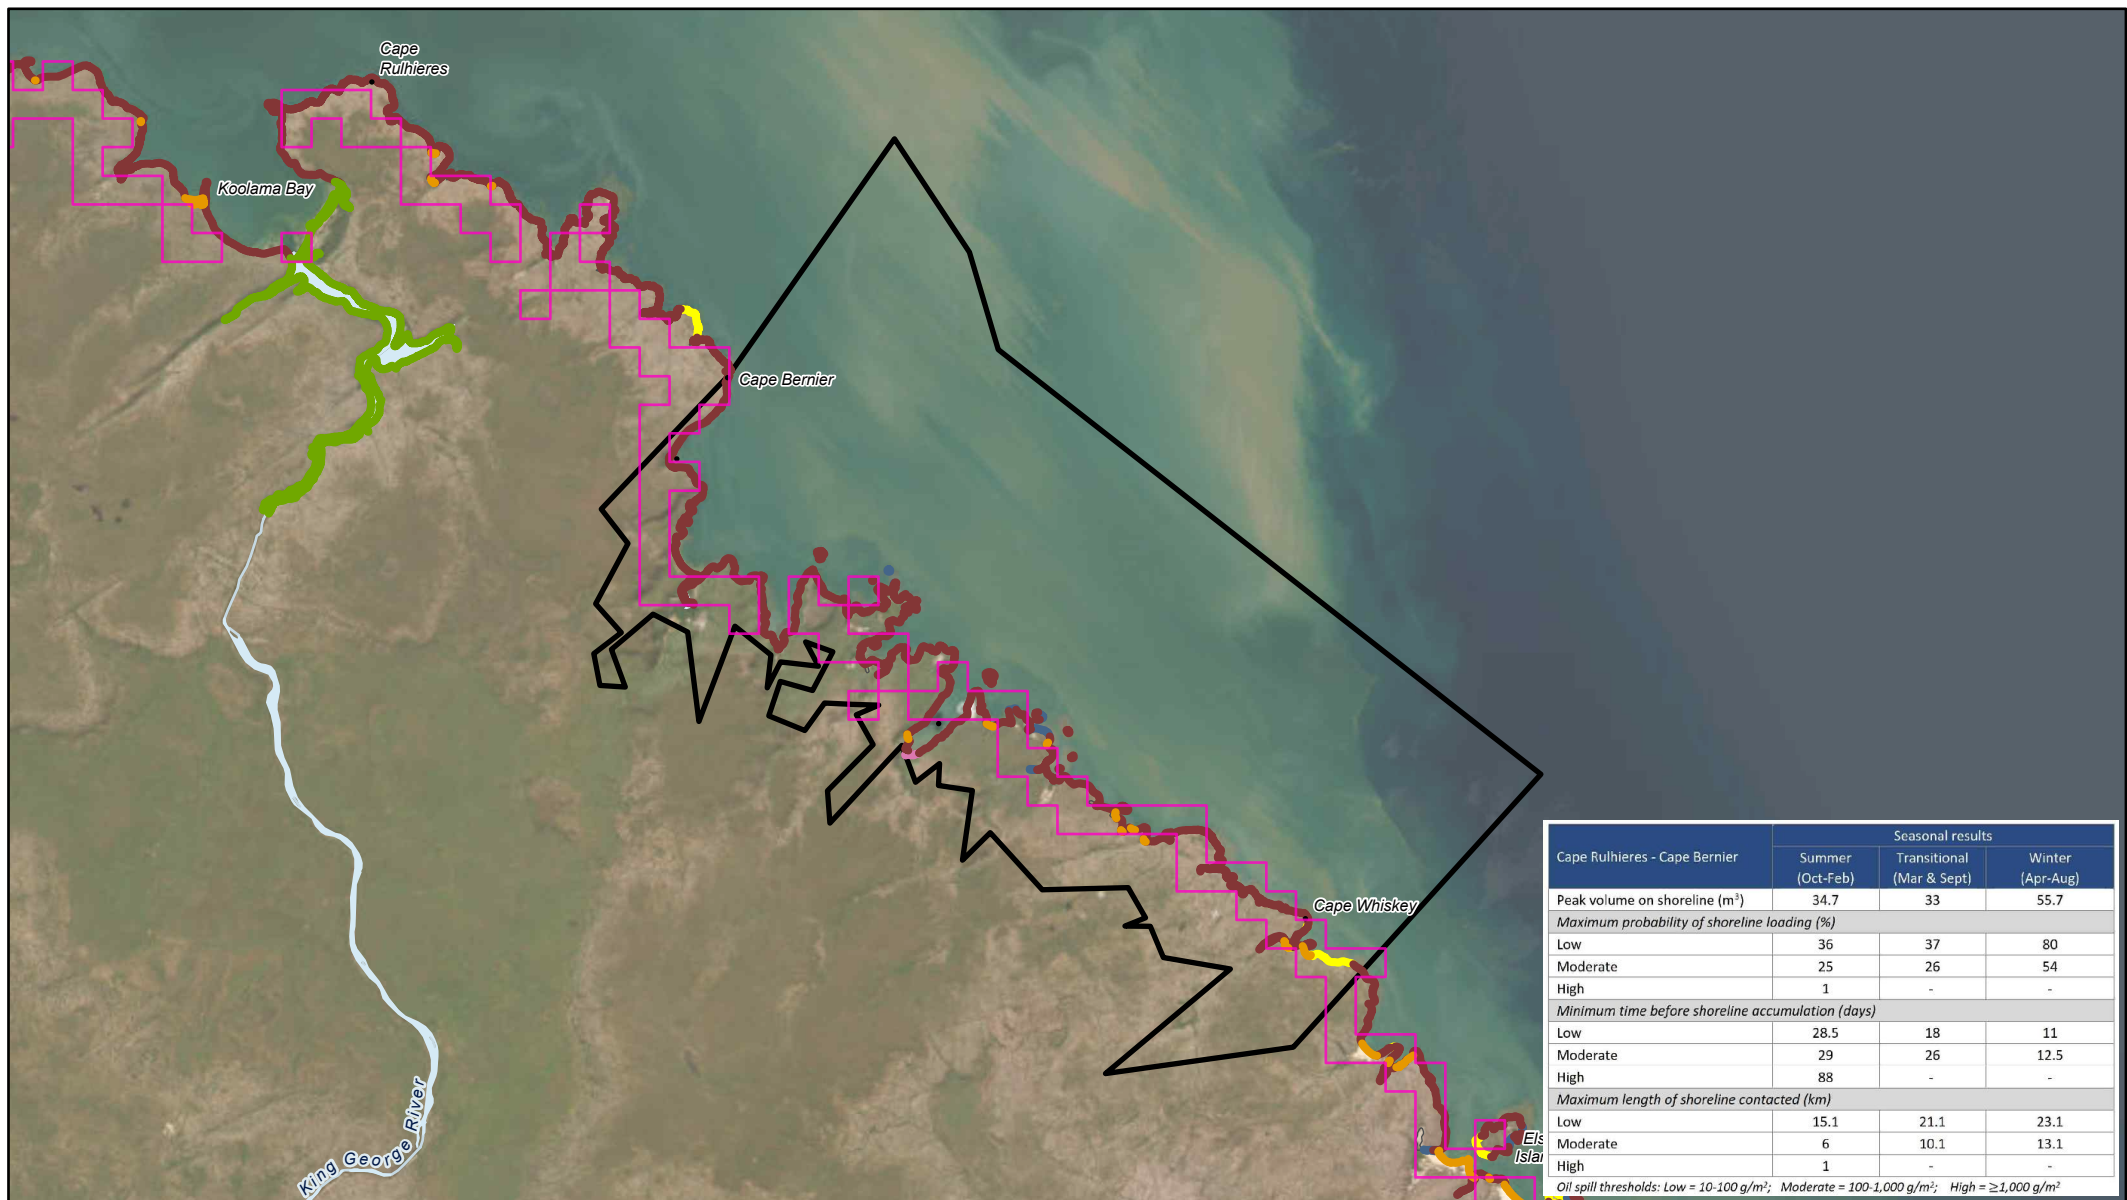 Cape
Rulhieres
Koolama Bay
Cape Bernier
Cape Whiskey
King George River
Cape Rulhieres - Cape Bernier
Seasonal results
Summer
(Oct-Feb)
Transitional
(Mar & Sept)
Winter
(Apr-Aug)
Peak volume on shoreline (m³) 34.7 33 55.7
Maximum probability of shoreline loading (%)
Low 36 37 80
Moderate 25 26 54
High 1 - -
Minimum time before shoreline accumulation (days)
Low 28.5 18 11
Moderate 29 26 12.5
High 88 - -
Maximum length of shoreline contacted (km)
Low 15.1 21.1 23.1
Moderate 6 10.1 13.1
High 1 - -
Oil spill thresholds: Low = 10-100 g/m²; Moderate = 100-1,000 g/m²; High = ≥1,000 g/m²